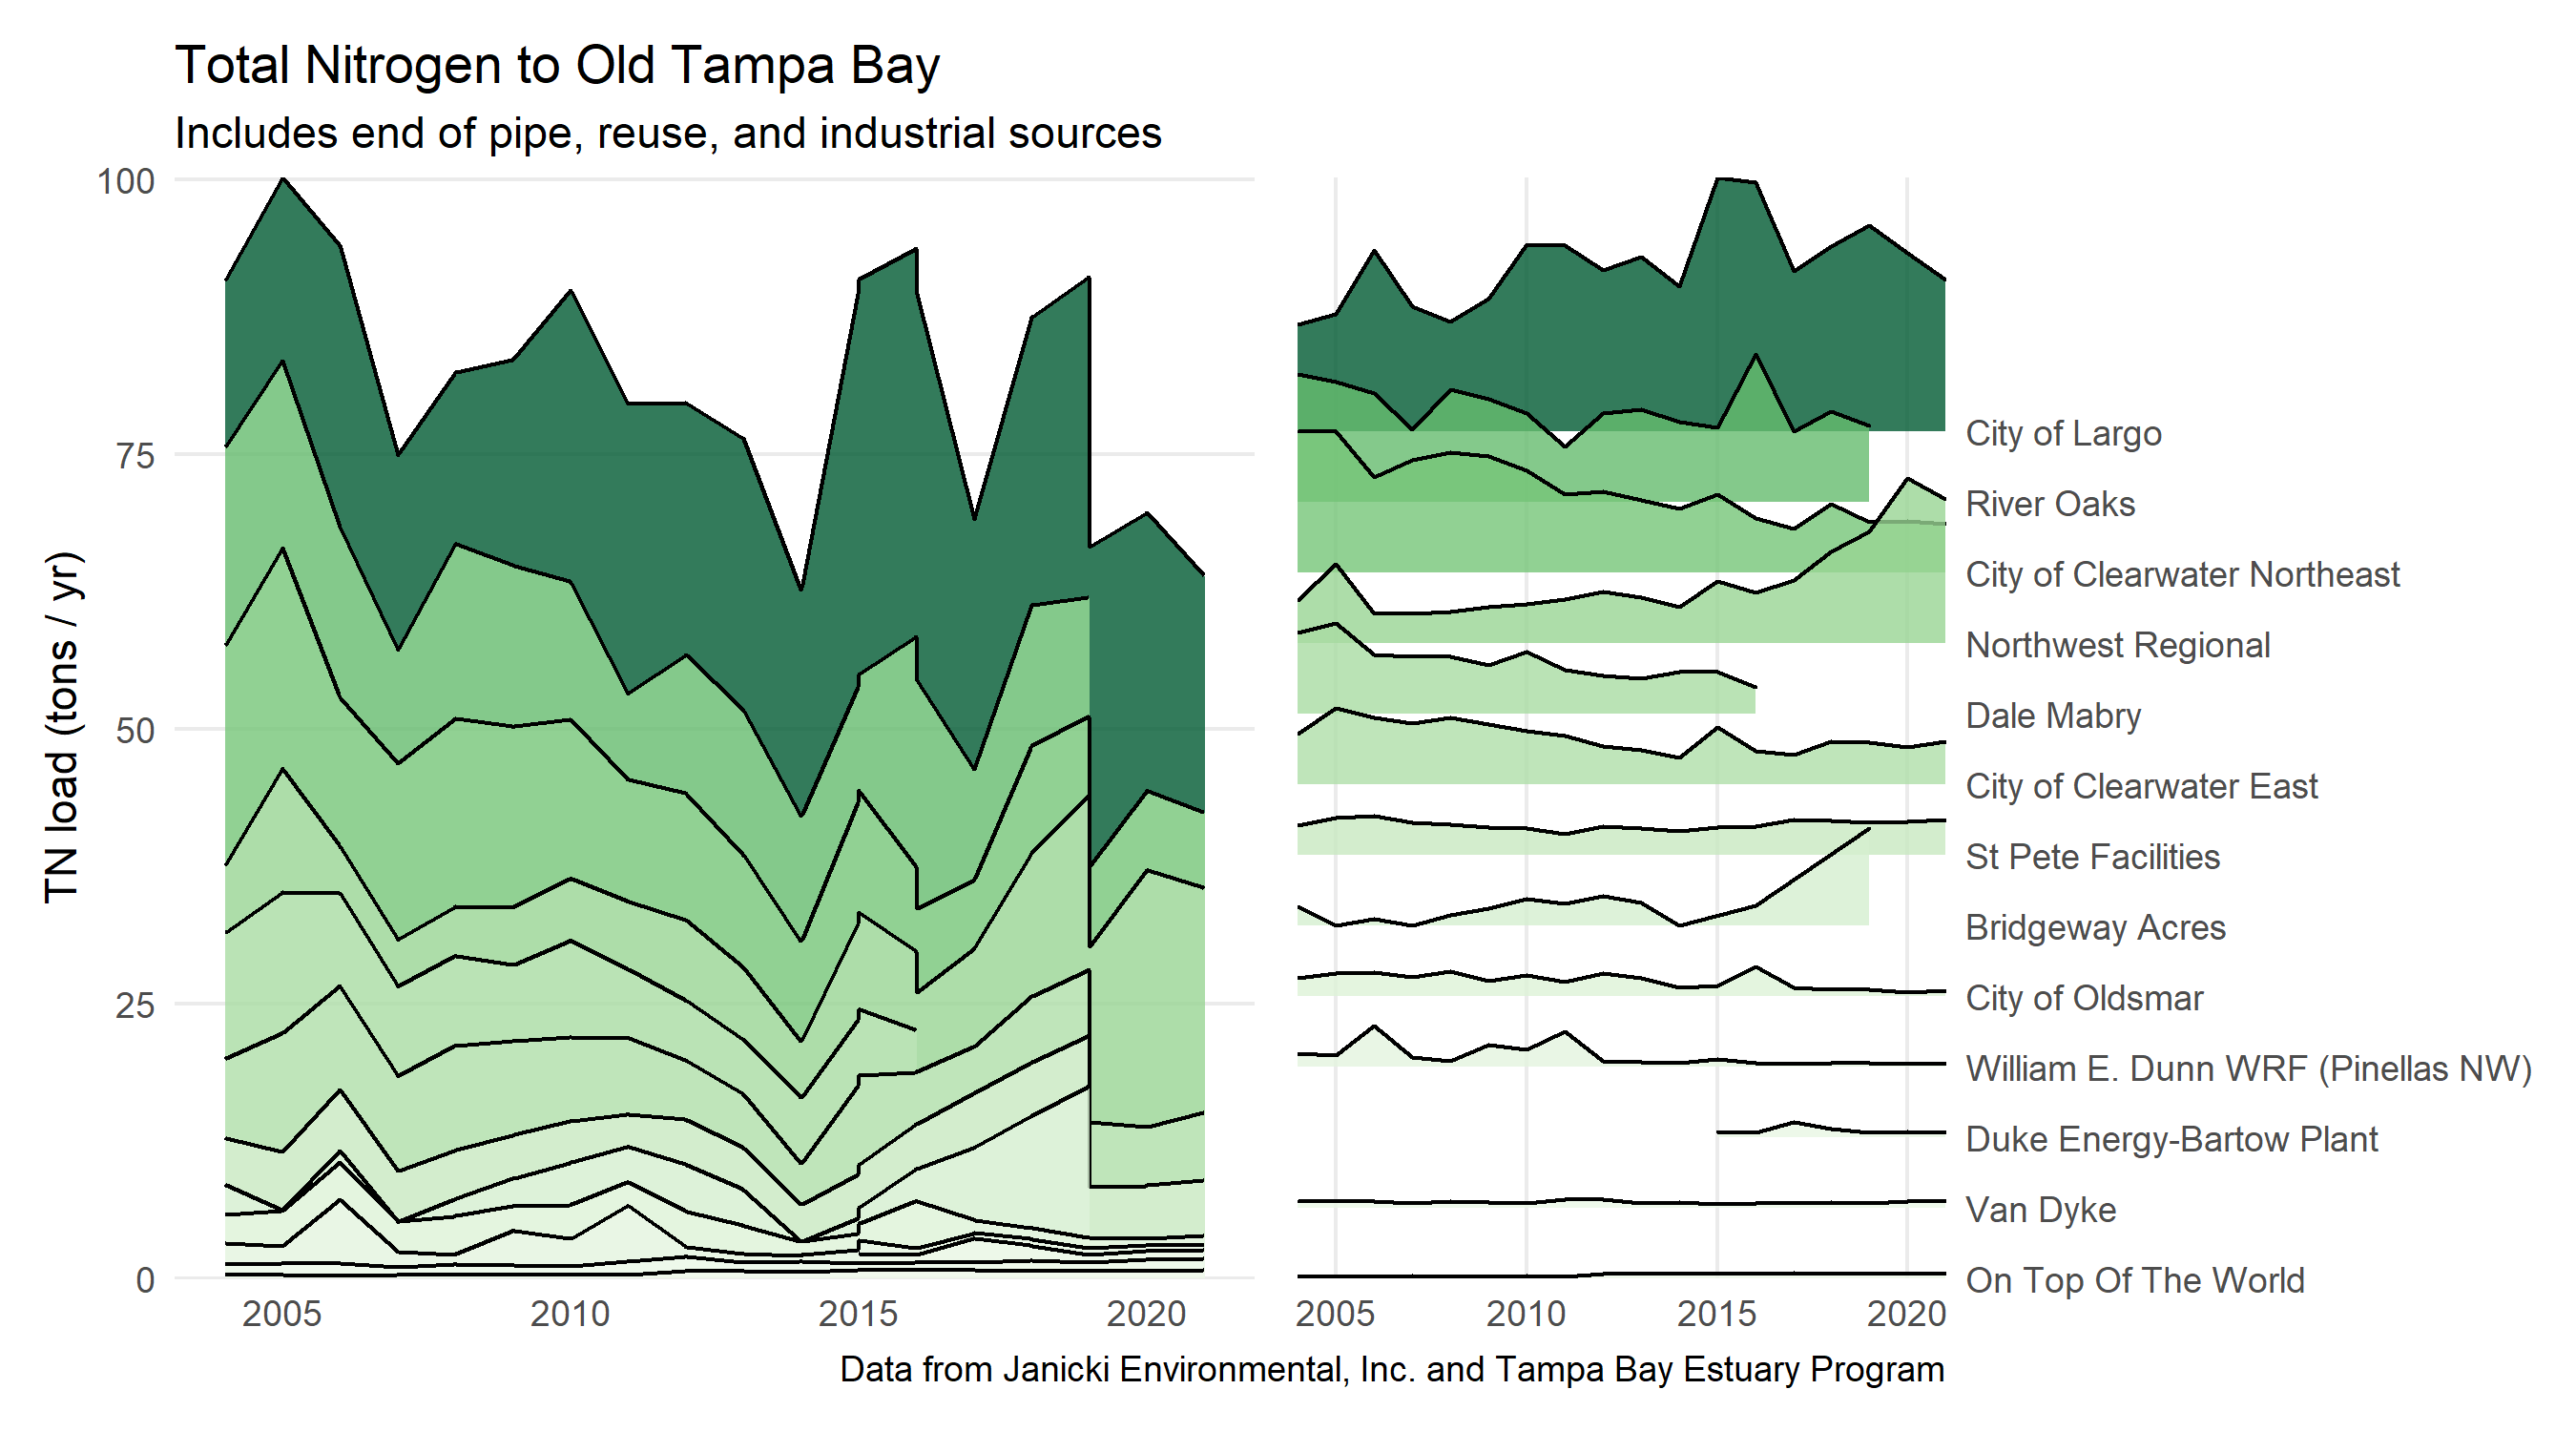 Total Nitrogen to Old Tampa Bay
Includes end of pipe, reuse, and industrial sources
TN load (tons / yr)
100
75
50
25
0
2005 2010 2015 2020
City of Largo
River Oaks
City of Clearwater Northeast
Northwest Regional
Dale Mabry
City of Clearwater East
St Pete Facilities
Bridgeway Acres
City of Oldsmar
William E. Dunn WRF (Pinellas NW)
Duke Energy-Bartow Plant
Van Dyke
On Top Of The World
2005 2010 2015 2020
Data from Janicki Environmental, Inc. and Tampa Bay Estuary Program